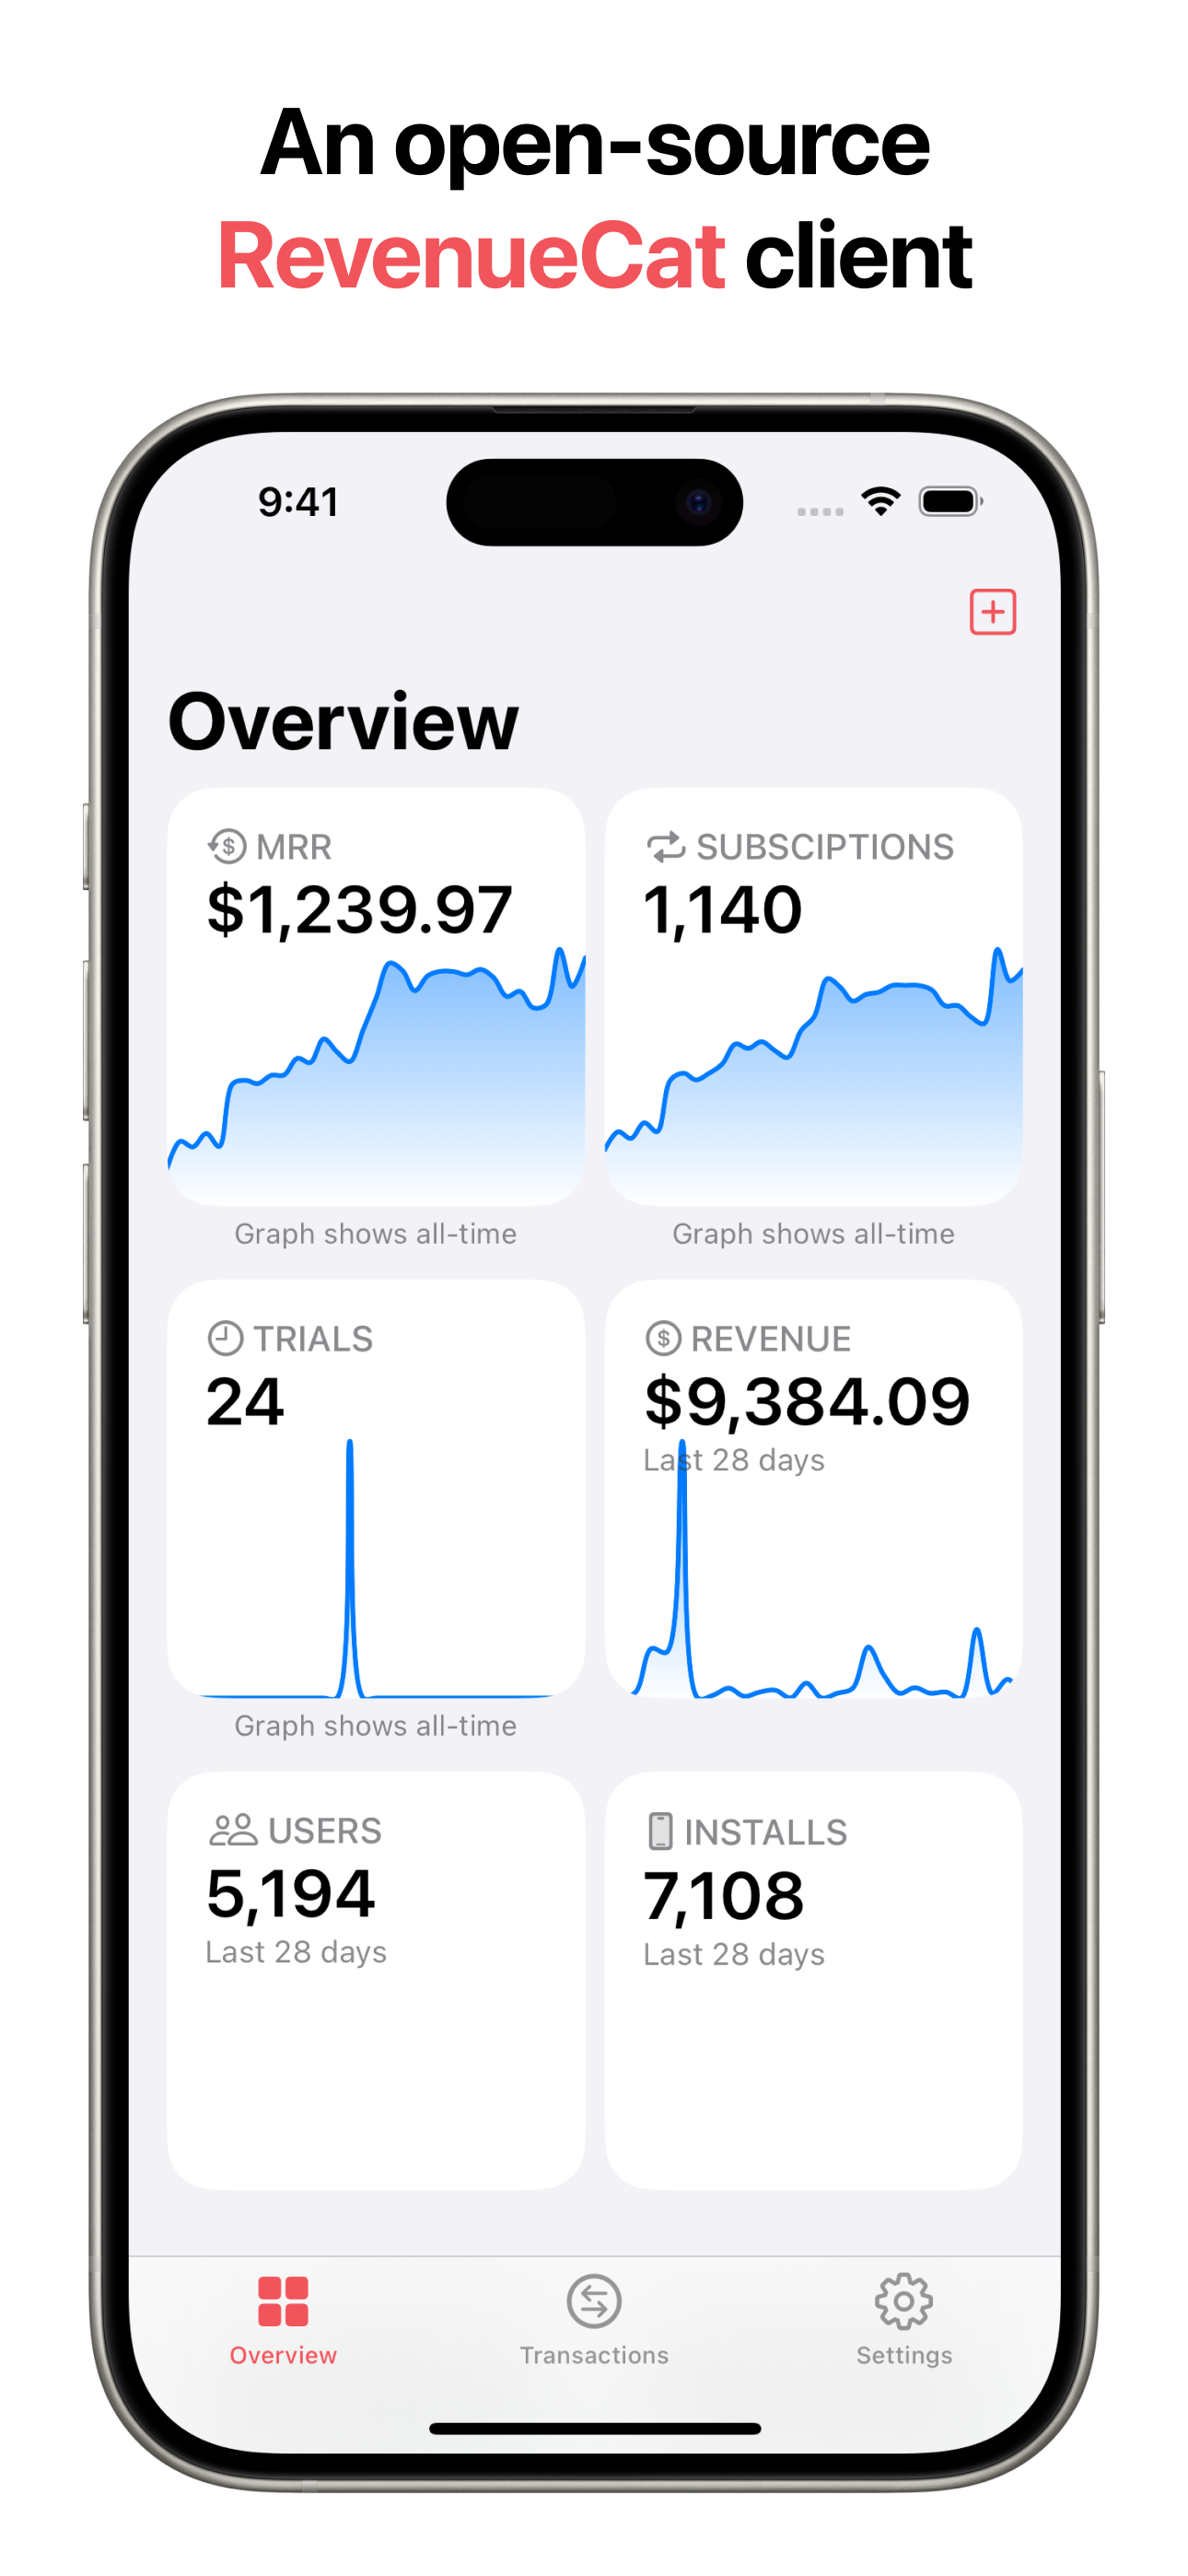 An open-source
RevenueCat client
9:41
Overview
MRR
$1,239.97
Graph shows all-time
SUBSCIPTIONS
1,140
Graph shows all-time
TRIALS
24
Graph shows all-time
REVENUE
$9,384.09
Last 28 days
USERS
5,194
Last 28 days
INSTALLS
7,108
Last 28 days
Overview
Transactions
Settings